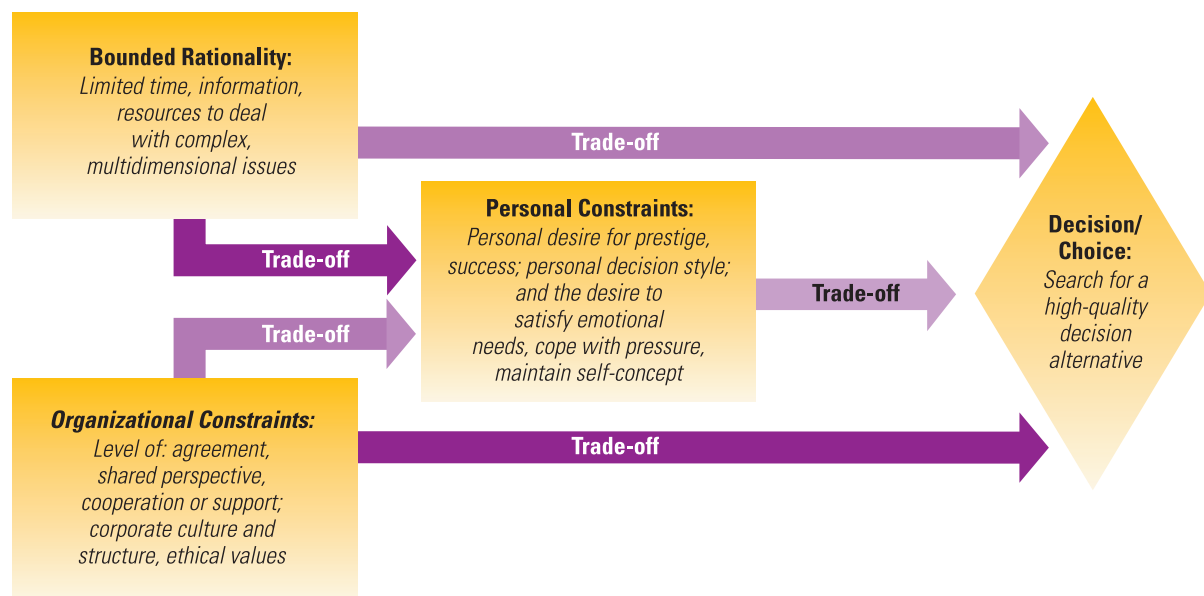 Bounded Rationality:
Limited time, information,
resources to deal
with complex,
multidimensional issues
Trade-off
Trade-off
Personal Constraints:
Personal desire for prestige,
success; personal decision style;
and the desire to
satisfy emotional
needs, cope with pressure,
maintain self-concept
Trade-off
Decision/
Choice:
Search for a
high-quality
decision
alternative
Trade-off
Organizational Constraints:
Level of: agreement,
shared perspective,
cooperation or support;
corporate culture and
structure, ethical values
Trade-off